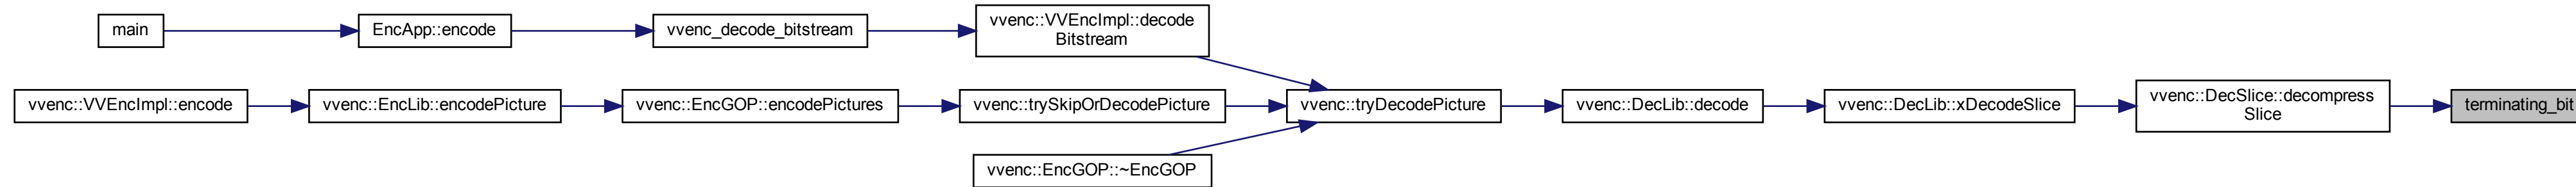 main
EncApp::encode
vvenc_decode_bitstream
vvenc::VVEncImpl::decode
Bitstream
vvenc::VVEncImpl::encode
vvenc::EncLib::encodePicture
vvenc::EncGOP::encodePictures
vvenc::trySkipOrDecodePicture
vvenc::tryDecodePicture
vvenc::DecLib::decode
vvenc::DecLib::xDecodeSlice
vvenc::DecSlice::decompress
Slice
terminating_bit
vvenc::EncGOP::~EncGOP